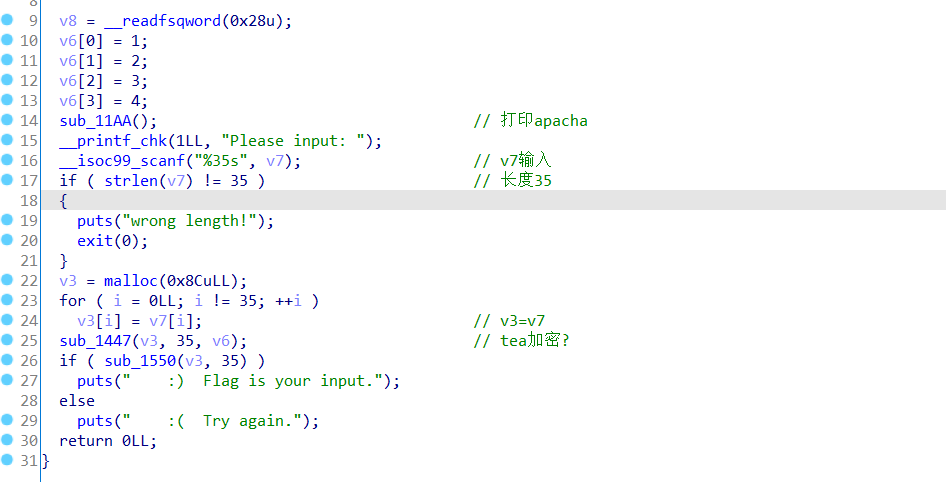 8
9 v8 = __readfsqword(0x28u);
10 v6[0] = 1;
11 v6[1] = 2;
12 v6[2] = 3;
13 v6[3] = 4;
14 sub_11AA(); // 打印apacha
15 __printf_chk(1LL, "Please input: ");
16 __isoc99_scanf("%35s", v7); // v7输入
17 if ( strlen(v7) != 35 ) // 长度35
18 {
19 puts("wrong length!");
20 exit(0);
21 }
22 v3 = malloc(0x8CuLL);
23 for ( i = 0LL; i != 35; ++i )
24 v3[i] = v7[i]; // v3=v7
25 sub_1447(v3, 35, v6); // tea加密?
26 if ( sub_1550(v3, 35) )
27 puts("    :)  Flag is your input.");
28 else
29 puts("    :(  Try again.");
30 return 0LL;
31 }